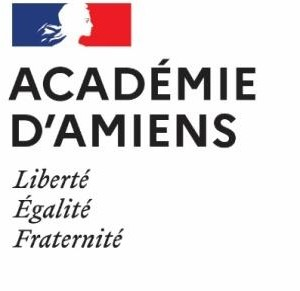 ACADÉMIE
D'AMIENS
Liberté
Égalité
Fraternité